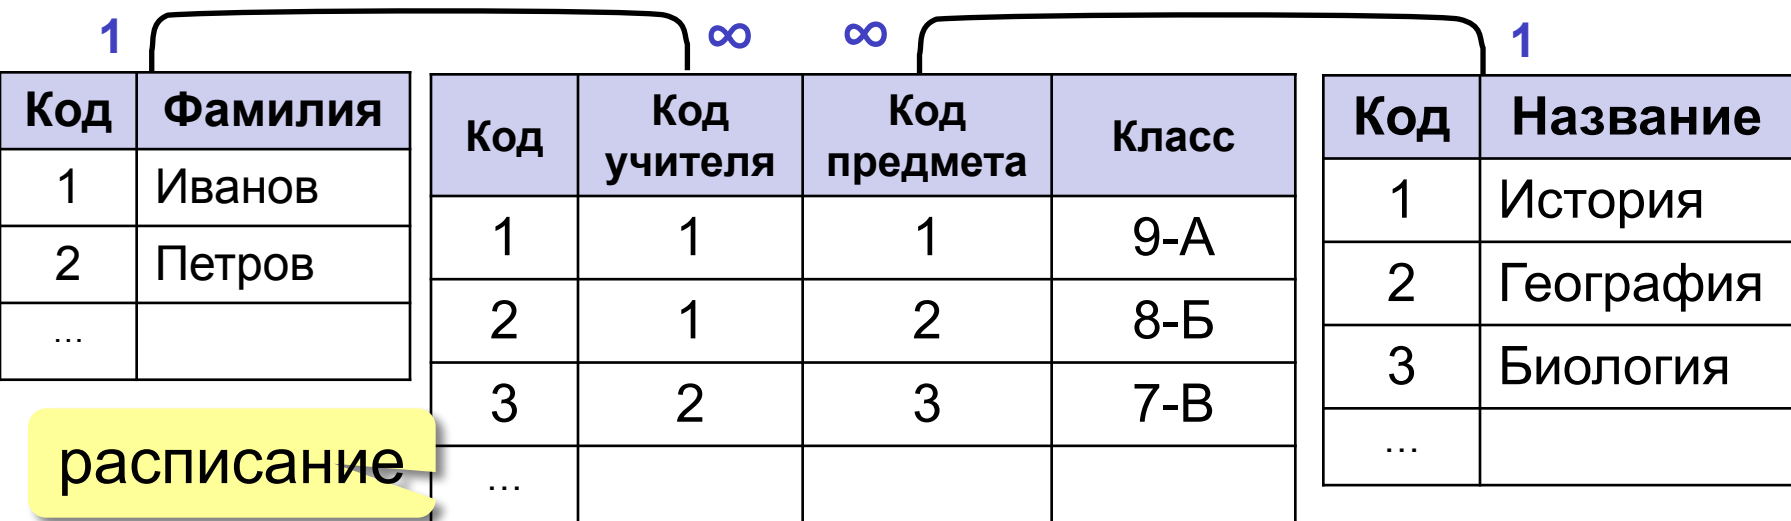 1 ∞ ∞ 1
Код Фамилия
1 Иванов
2 Петров
...
Код Код учителя Код предмета Класс
1 1 1 9-А
2 1 2 8-Б
3 2 3 7-В
...
Код Название
1 История
2 География
3 Биология
...
расписание